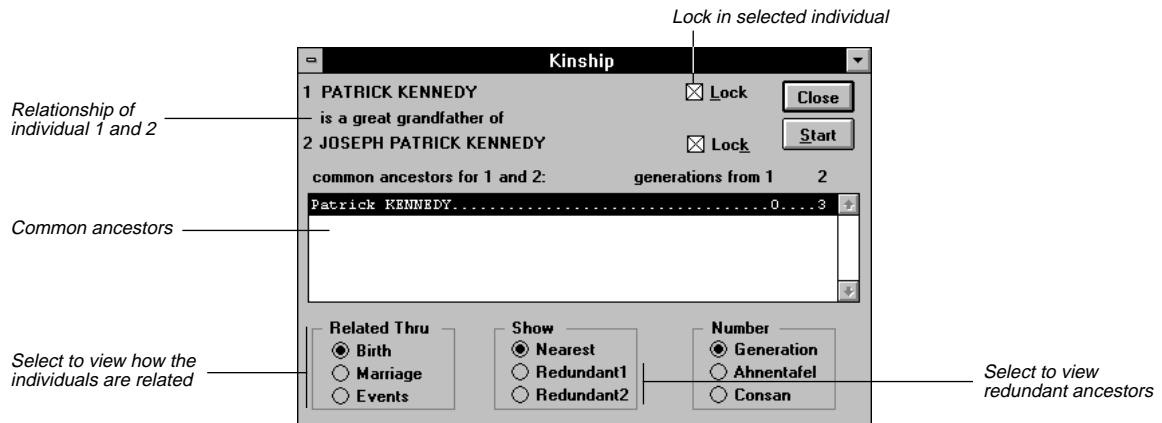 Lock in selected individual
Kinship
1 PATRICK KENNEDY
Lock
Close
Relationship of
individual 1 and 2
is a great grandfather of
2 JOSEPH PATRICK KENNEDY
Lock
Start
common ancestors for 1 and 2: generations from 1 2
Patrick KENNEDY...................................0....3
Common ancestors
Related Thru
Show
Number
Birth
Nearest
Generation
Select to view how the
individuals are related
Marriage
Redundant1
Ahnentafel
Select to view
redundant ancestors
Events
Redundant2
Consan